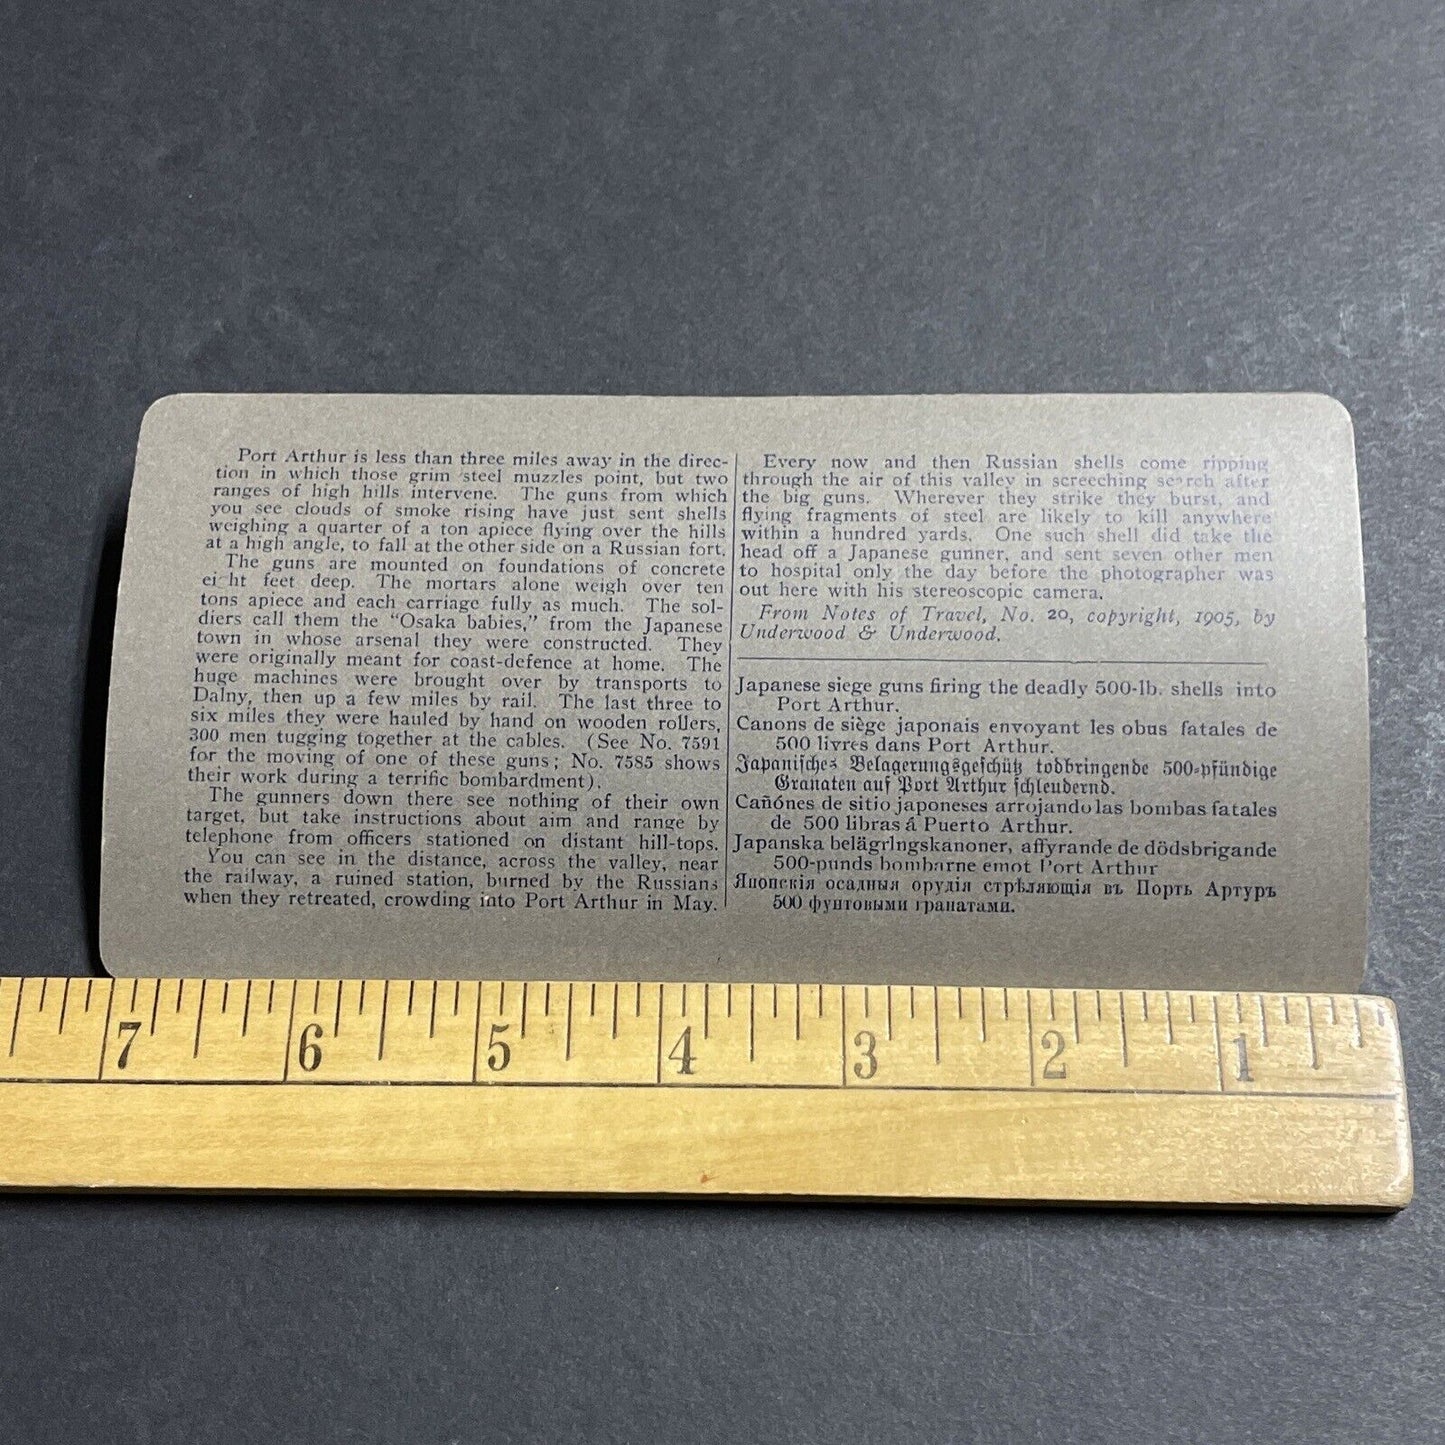 Port Arthur is less than three miles away in the direc-
tion in which those grim steel muzzles point, but two
ranges of high hills intervene. The guns from which
you see clouds of smoke rising have just sent shells
weighing a quarter of a ton apiece flying over the hills
at a high angle, to fall at the other side on a Russian fort.
The guns are mounted on foundations of concrete
eight feet deep. The mortars alone weigh over ten
tons apiece and each carriage fully as much. The sol-
diers call them the "Osaka babies," from the Japanese
town in whose arsenal they were constructed. They
were originally meant for coast-defence at home. The
huge machines were brought over by transports to
Dalny, then up a few miles by rail. The last three to
six miles they were hauled by hand on wooden rollers,
300 men tugging together at the cables. (See No. 7591
for the moving of one of these guns; No. 7585 shows
their work during a terrific bombardment).
The gunners down there see nothing of their own
target, but take instructions about aim and range by
telephone from officers stationed on distant hill-tops.
You can see in the distance, across the valley, near
the railway, a ruined station, burned by the Russians
when they retreated, crowding into Port Arthur in May.
Every now and then Russian shells come ripping
through the air of this valley in screeching search after
the big guns. Wherever they strike they burst, and
flying fragments of steel are likely to kill anywhere
within a hundred yards. One such shell did take the
head off a Japanese gunner, and sent seven other men
to hospital only the day before the photographer was
out here with his stereoscopic camera.
From Notes of Travel, No. 20, copyright, 1905, by
Underwood & Underwood.
Japanese siege guns firing the deadly 500-lb. shells into
Port Arthur.
Canons de siège japonais envoyant les obus fatales de
500 livres dans Port Arthur.
Japanisches Belagerungsgeschütz todbringende 500-pfündige
Granaten auf Port Arthur schleudernd.
Cañónes de sitio japoneses arrojando las bombas fatales
de 500 libras á Puerto Arthur.
Japanska belägringskanoner, affyrande de dödsbrigande
500-punds bombarne emot Port Arthur
Японскія осадныя орудія стрѣляющія въ Портъ Артуръ
500 фунтовыми гранатами.
7 6 5 4 3 2 1